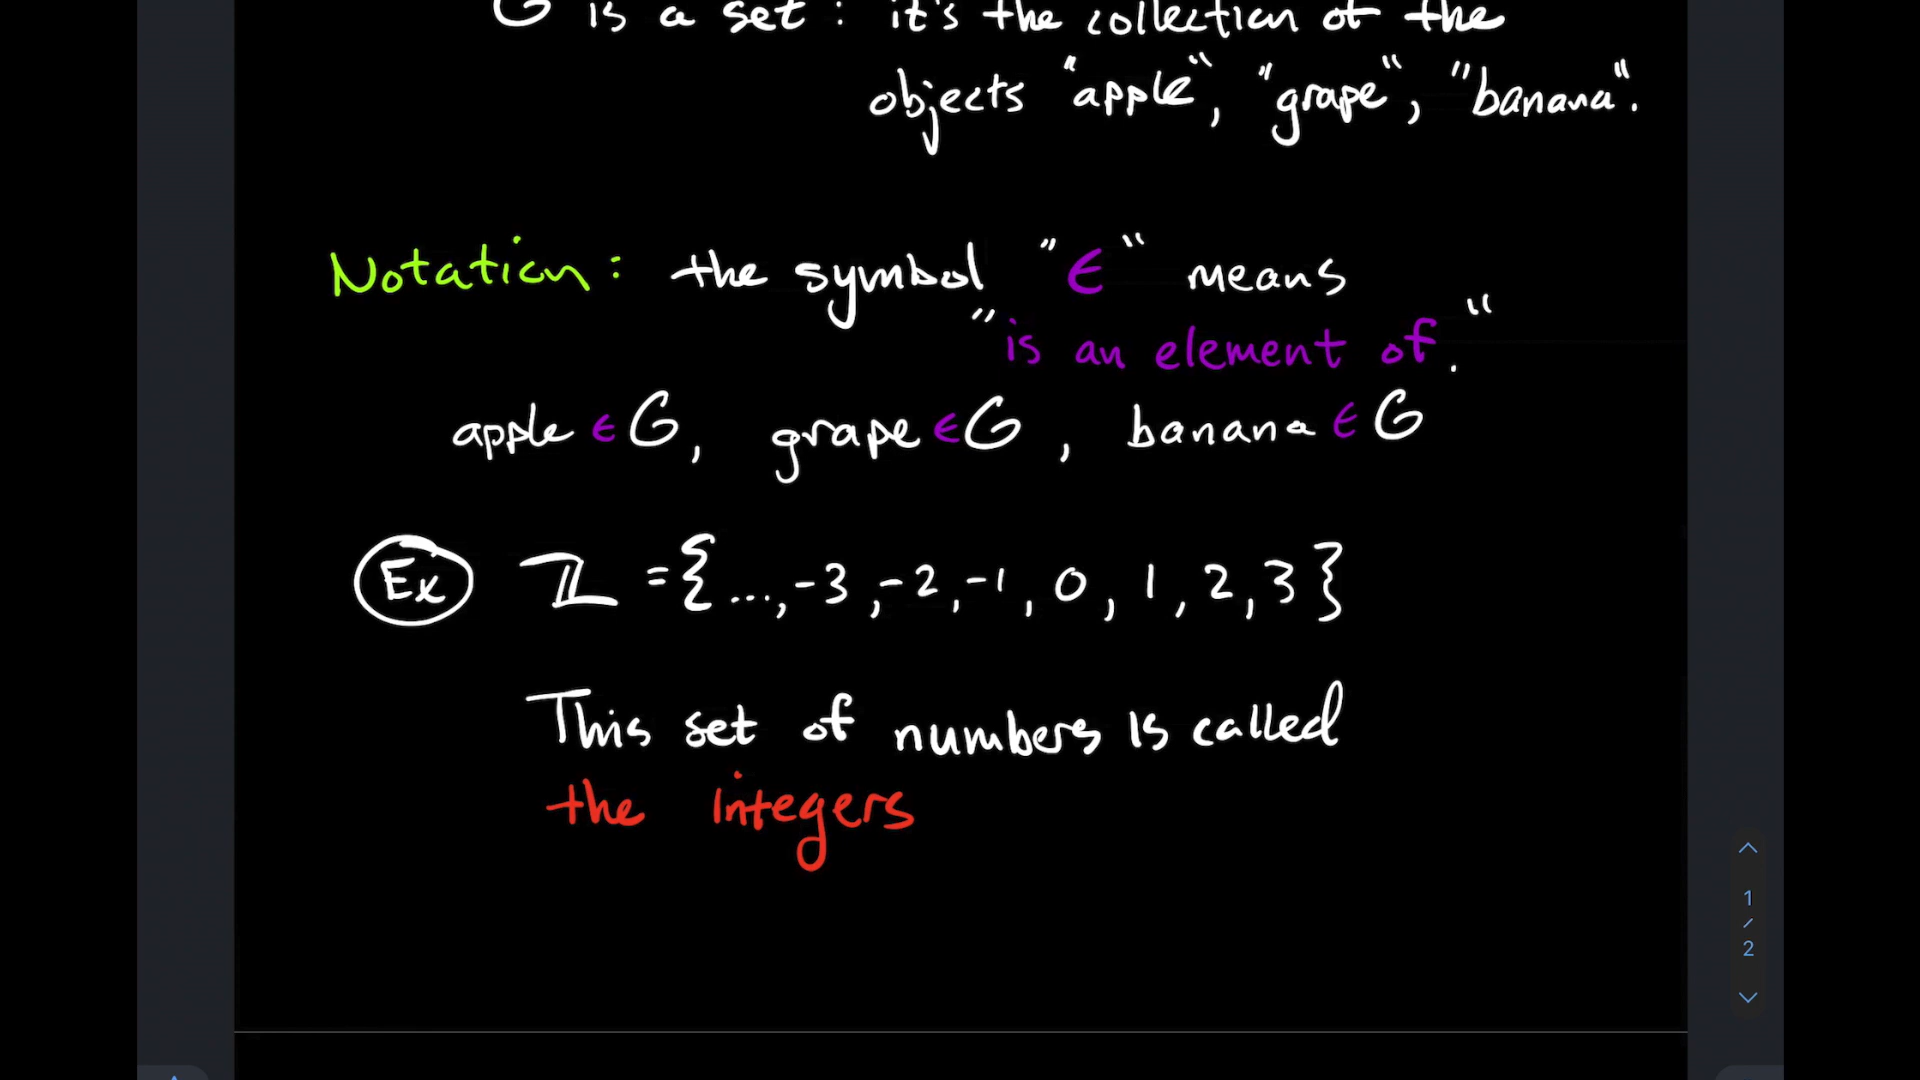 G is a set: it's the collection of the
objects "apple", "grape", "banana".
Notation: the symbol "∈" means
"is an element of."
apple ∈ G, grape ∈ G, banana ∈ G
Ex ℤ = {..., -3, -2, -1, 0, 1, 2, 3}
This set of numbers is called
the integers
1
/
2